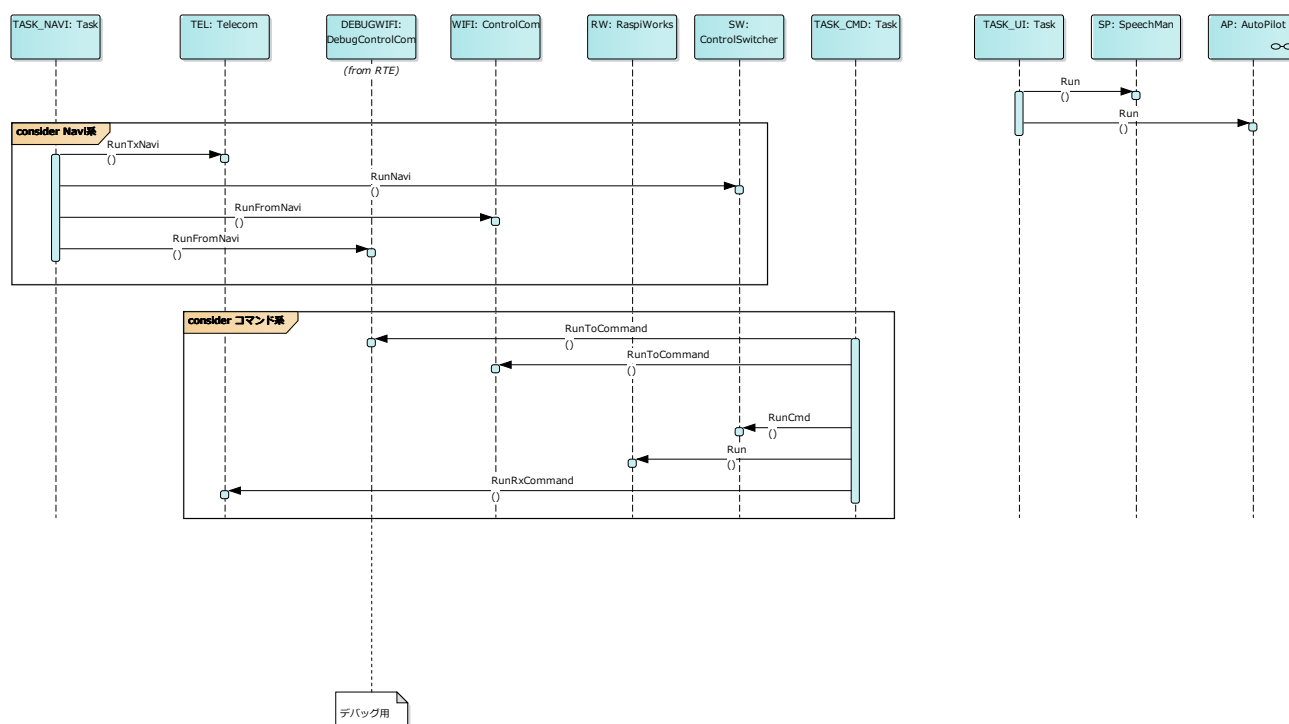 TASK_NAVI: Task
TEL: Telecom
DEBUGWIFI:
DebugControlCom
(from RTE)
WIFI: ControlCom
RW: RaspiWorks
SW:
ControlSwitcher
TASK_CMD: Task
TASK_UI: Task
SP: SpeechMan
AP: AutoPilot
Run
()
Run
()
consider Navi系
RunTxNavi
()
RunNavi
()
RunFromNavi
()
RunFromNavi
()
consider コマンド系
RunToCommand
()
RunToCommand
()
RunCmd
()
Run
()
RunRxCommand
()
デバッグ用